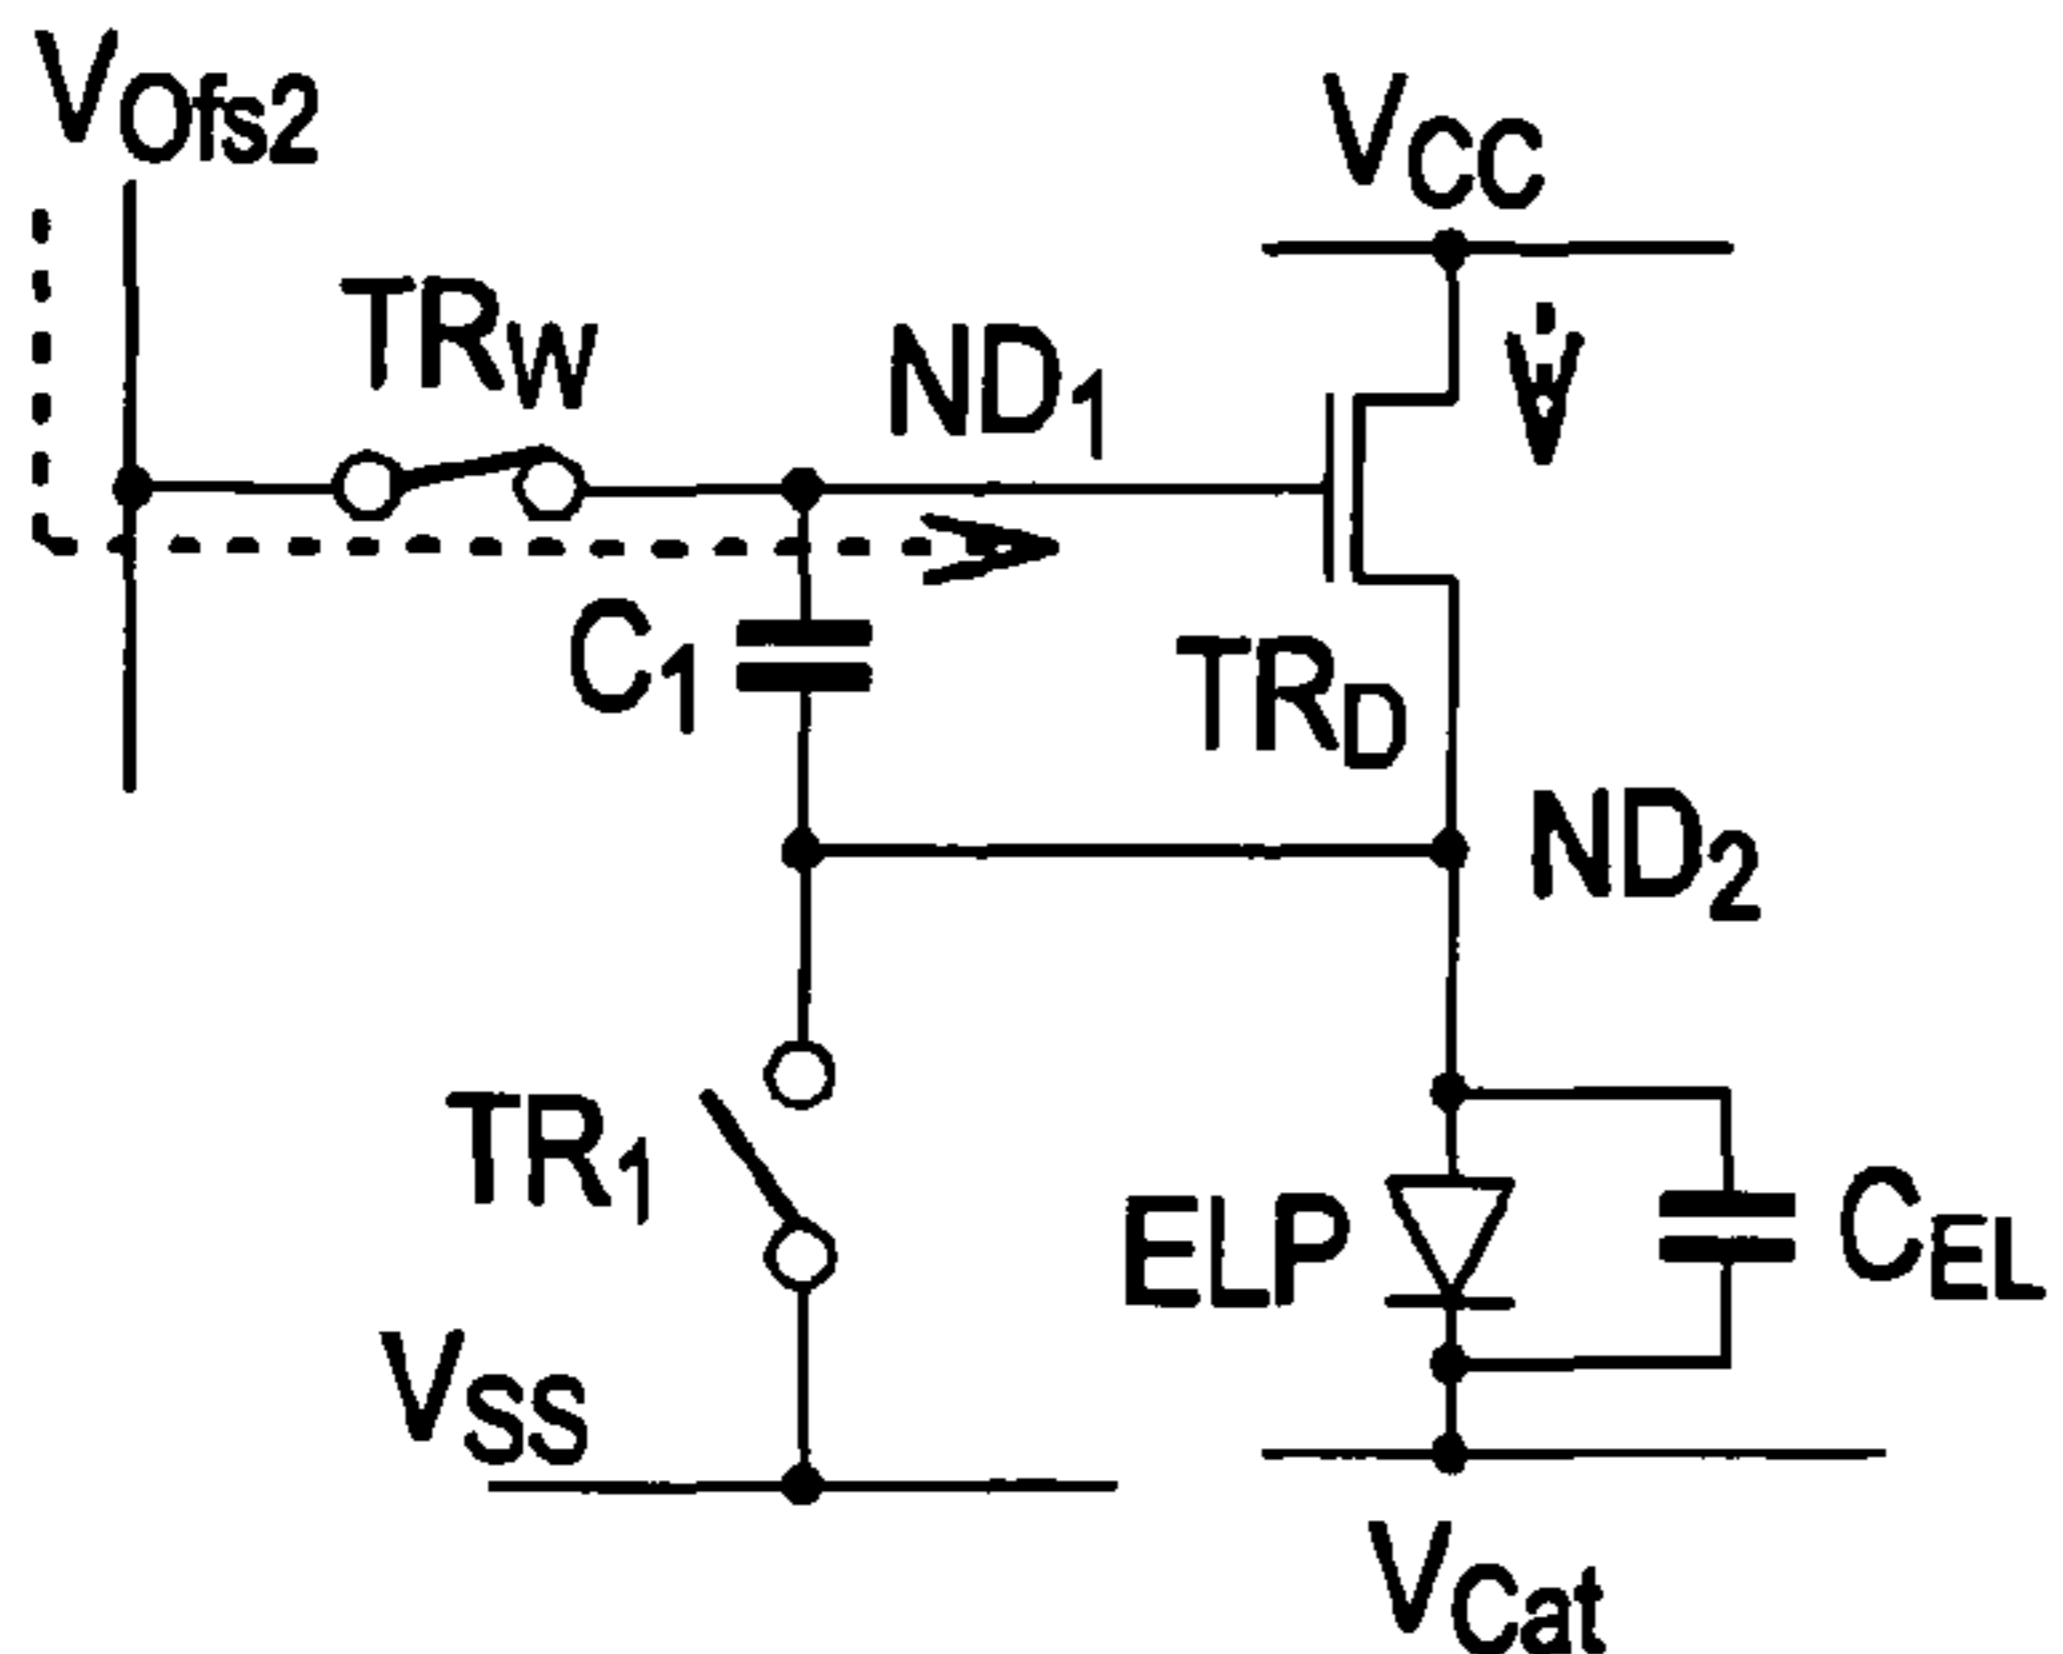 VOfs2
VCC
TRW
ND1
C1
TRD
ND2
TR1
ELP
CEL
VSS
VCat